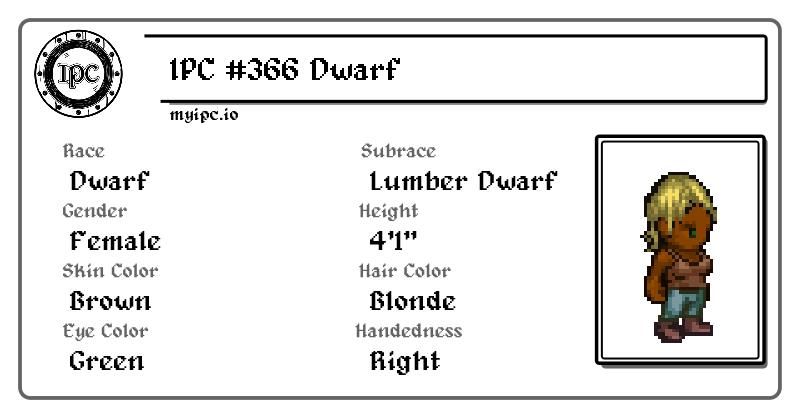 IPC
IPC #366 Dwarf
myipc.io
Race
Dwarf
Subrace
Lumber Dwarf
Gender
Female
Height
4'1"
Skin Color
Brown
Hair Color
Blonde
Eye Color
Green
Handedness
Right